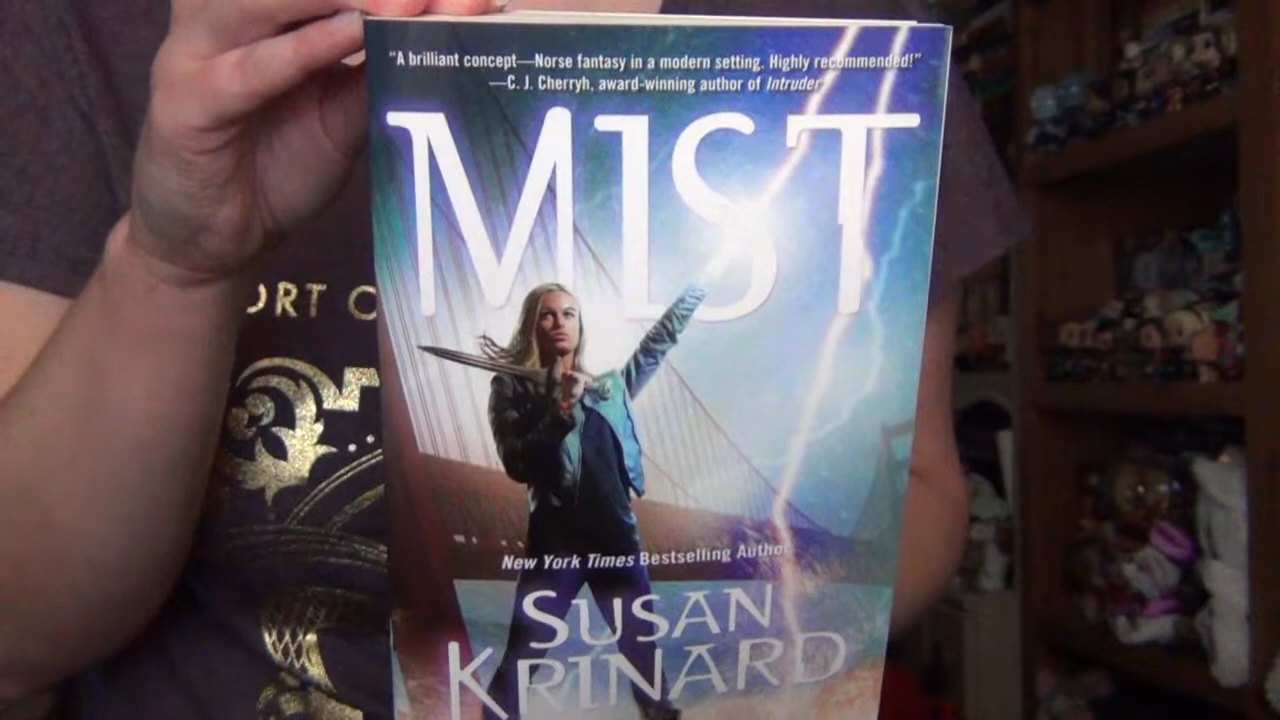 "A brilliant concept—Norse fantasy in a modern setting. Highly recommended!"
—C. J. Cherryh, award-winning author of Intruder
MIST
ORT O
New York Times Bestselling Author
SUSAN
KRINARD